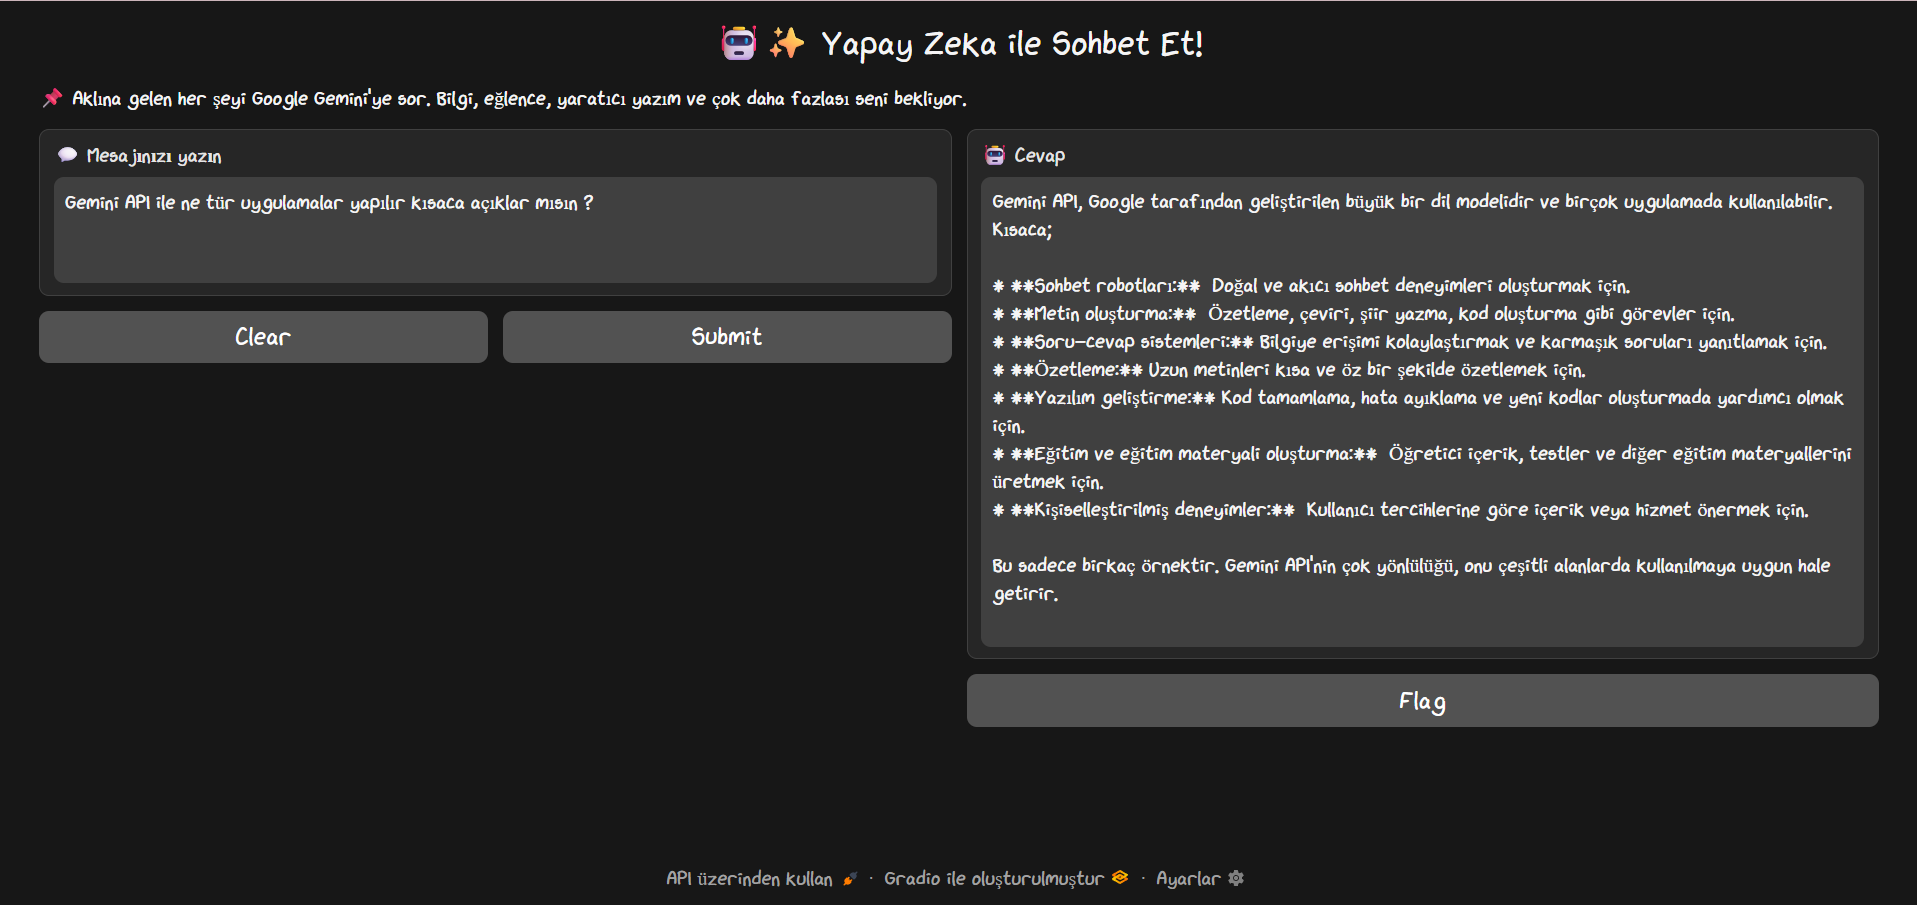 🤖✨ Yapay Zeka ile Sohbet Et!
📌 Aklına gelen her şeyi Google Gemini'ye sor. Bilgi, eğlence, yaratıcı yazım ve çok daha fazlası seni bekliyor.
💬 Mesajınızı yazın
Gemini API ile ne tür uygulamalar yapılır kısaca açıklar mısın ?
Clear
Submit
🤖 Cevap
Gemini API, Google tarafından geliştirilen büyük bir dil modelidir ve birçok uygulamada kullanılabilir.
Kısaca;
* **Sohbet robotları:**  Doğal ve akıcı sohbet deneyimleri oluşturmak için.
* **Metin oluşturma:**  Özetleme, çeviri, şiir yazma, kod oluşturma gibi görevler için.
* **Soru-cevap sistemleri:** Bilgiye erişimi kolaylaştırmak ve karmaşık soruları yanıtlamak için.
* **Özetleme:** Uzun metinleri kısa ve öz bir şekilde özetlemek için.
* **Yazılım geliştirme:** Kod tamamlama, hata ayıklama ve yeni kodlar oluşturmada yardımcı olmak
için.
* **Eğitim ve eğitim materyali oluşturma:**  Öğretici içerik, testler ve diğer eğitim materyallerini
üretmek için.
* **Kişiselleştirilmiş deneyimler:**  Kullanıcı tercihlerine göre içerik veya hizmet önermek için.
Bu sadece birkaç örnektir. Gemini API'nin çok yönlülüğü, onu çeşitli alanlarda kullanılmaya uygun hale
getirir.
Flag
API üzerinden kullan · Gradio ile oluşturulmuştur · Ayarlar